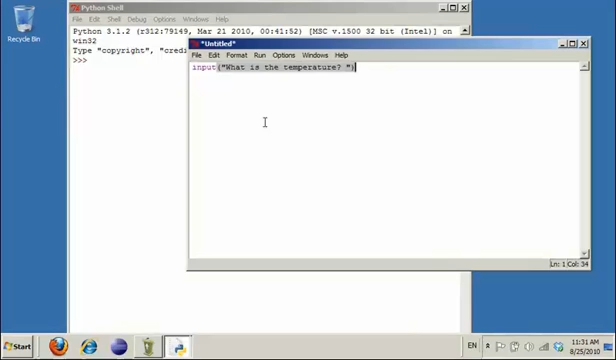 Python Shell
File Edit Shell Debug Options Windows Help
Python 3.1.2 (r312:79149, Mar 21 2010, 00:41:52) [MSC v.1500 32 bit (Intel)] on
win32
Type "copyright", "credi
>>>
Recycle Bin
*Untitled*
File Edit Format Run Options Windows Help
input("What is the temperature? ")
Ln: 1 Col: 34
Start
EN
11:31 AM
8/25/2010